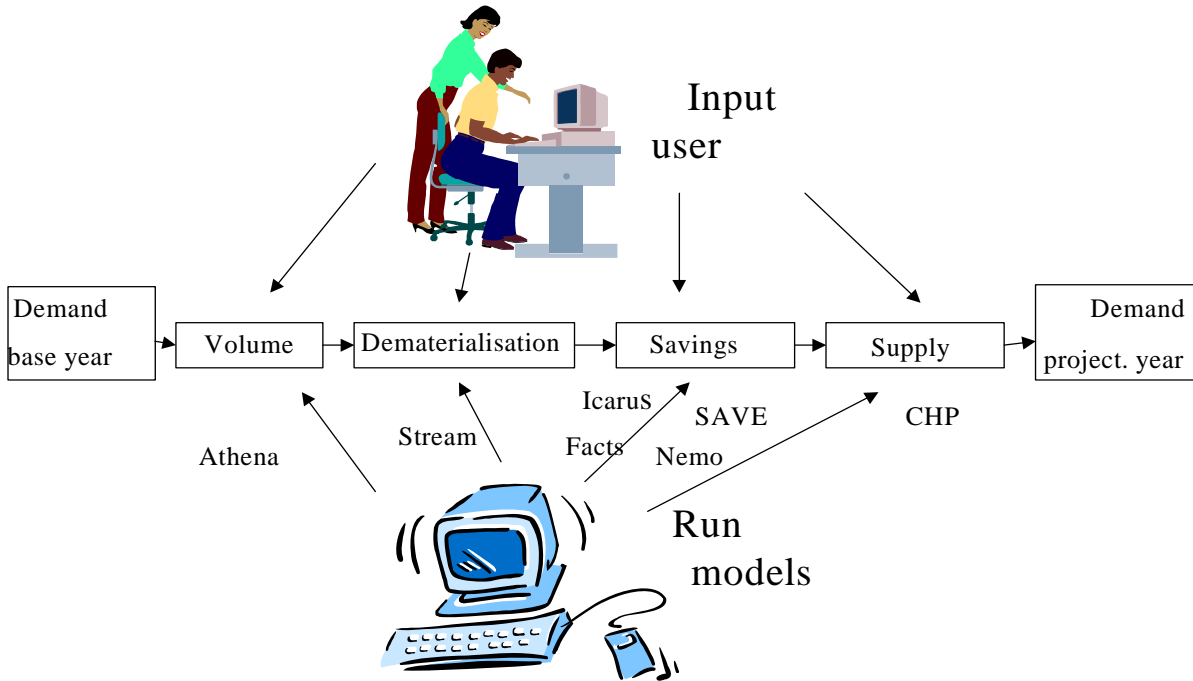 Input
user
Demand
base year
Volume
Dematerialisation
Savings
Supply
Demand
project. year
Athena
Stream
Icarus
Facts
SAVE
Nemo
CHP
Run
models